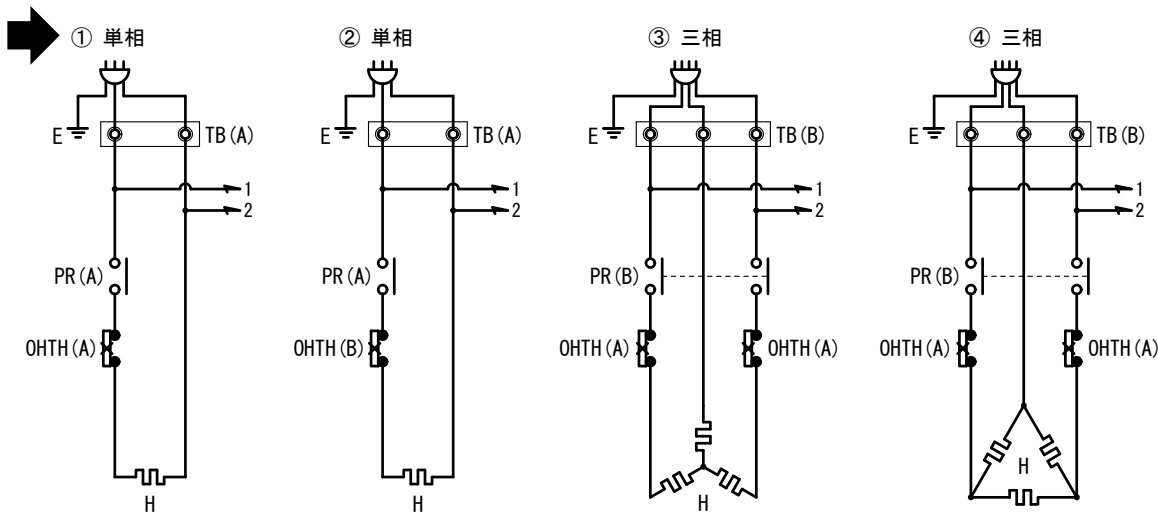 ① 単相
② 単相
③ 三相
④ 三相
E
TB(A)
E
TB(A)
E
TB(B)
E
TB(B)
1
2
1
2
1
2
1
2
PR(A)
PR(A)
PR(B)
PR(B)
OHTH(A)
OHTH(B)
OHTH(A)
OHTH(A)
OHTH(A)
OHTH(A)
H
H
H
H